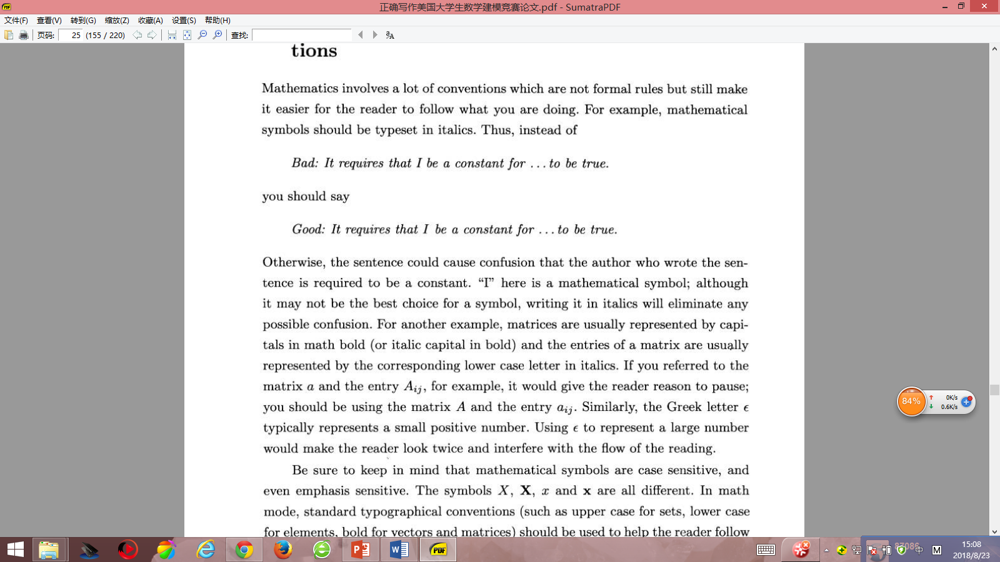 正确写作美国大学生数学建模竞赛论文.pdf - SumatraPDF
文件(F) 查看(V) 转到(G) 缩放(Z) 收藏(A) 设置(S) 帮助(H)
页码: 25 (155 / 220) 查找:
tions
Mathematics involves a lot of conventions which are not formal rules but still make
it easier for the reader to follow what you are doing. For example, mathematical
symbols should be typeset in italics. Thus, instead of
Bad: It requires that I be a constant for ... to be true.
you should say
Good: It requires that I be a constant for ... to be true.
Otherwise, the sentence could cause confusion that the author who wrote the sen-
tence is required to be a constant. “I” here is a mathematical symbol; although
it may not be the best choice for a symbol, writing it in italics will eliminate any
possible confusion. For another example, matrices are usually represented by capi-
tals in math bold (or italic capital in bold) and the entries of a matrix are usually
represented by the corresponding lower case letter in italics. If you referred to the
matrix a and the entry A_{ij}, for example, it would give the reader reason to pause;
you should be using the matrix A and the entry a_{ij}. Similarly, the Greek letter ϵ
typically represents a small positive number. Using ϵ to represent a large number
would make the reader look twice and interfere with the flow of the reading.
Be sure to keep in mind that mathematical symbols are case sensitive, and
even emphasis sensitive. The symbols X, X, x and x are all different. In math
mode, standard typographical conventions (such as upper case for sets, lower case
for elements, bold for vectors and matrices) should be used to help the reader follow
84%
0K/s
0.6K/s
PDF
中 M
15:08
2018/8/23